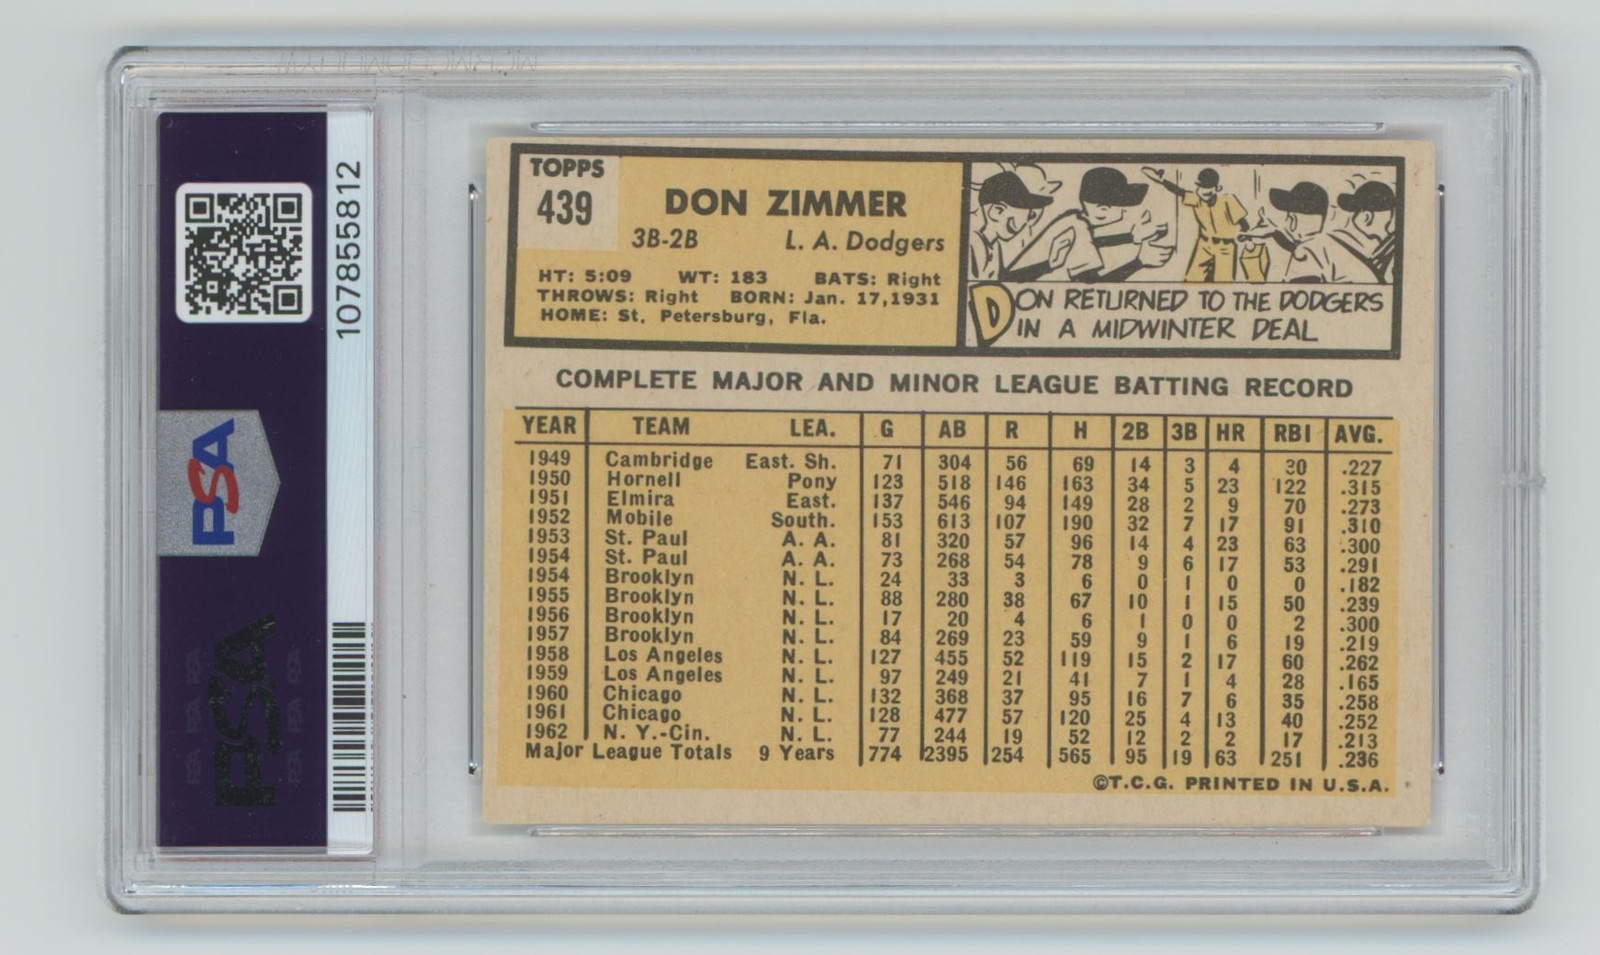 TOPPS
439
DON ZIMMER
3B-2B L. A. Dodgers
HT: 5:09 WT: 183 BATS: Right
THROWS: Right BORN: Jan. 17, 1931
HOME: St. Petersburg, Fla.
DON RETURNED TO THE DODGERS
IN A MIDWINTER DEAL
COMPLETE MAJOR AND MINOR LEAGUE BATTING RECORD
YEAR TEAM LEA. G AB R H 2B 3B HR RBI AVG.
1949 Cambridge East. Sh. 71 304 56 69 14 3 4 30 .227
1950 Hornell Pony 123 518 146 163 34 5 23 122 .315
1951 Elmira East. 137 546 94 149 28 2 9 70 .273
1952 Mobile South. 153 613 107 190 32 7 17 91 .310
1953 St. Paul A. A. 81 320 57 96 14 4 23 63 .300
1954 St. Paul A. A. 73 268 54 78 9 6 17 53 .291
1954 Brooklyn N. L. 24 33 3 6 0 1 0 0 .182
1955 Brooklyn N. L. 88 280 38 67 10 1 15 50 .239
1956 Brooklyn N. L. 17 20 4 6 1 0 0 2 .300
1957 Brooklyn N. L. 84 269 23 59 9 1 6 19 .219
1958 Los Angeles N. L. 127 455 52 119 15 2 17 60 .262
1959 Los Angeles N. L. 97 249 21 41 7 1 4 28 .165
1960 Chicago N. L. 132 368 37 95 16 7 6 35 .258
1961 Chicago N. L. 128 477 57 120 25 4 13 40 .252
1962 N. Y.-Cin. N. L. 77 244 19 52 12 2 2 17 .213
Major League Totals 9 Years 774 2395 254 565 95 19 63 251 .236
©T.C.G. PRINTED IN U.S.A.
107855812
PSA
PSA
PSA PSA PSA
PSA PSA PSA